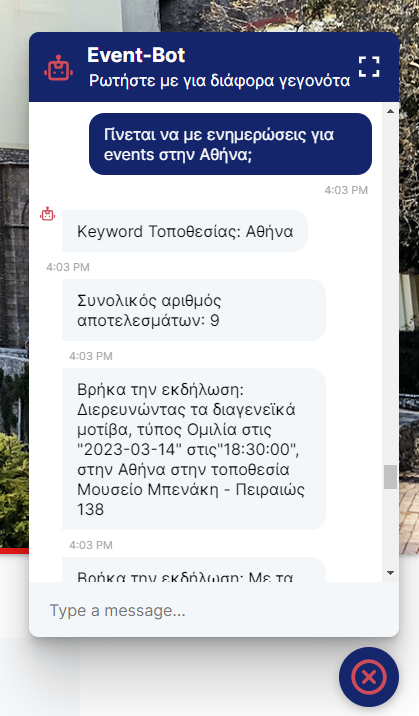 Event-Bot
Ρωτήστε με για διάφορα γεγονότα
Γίνεται να με ενημερώσεις για
events στην Αθήνα;
4:03 PM
Keyword Τοποθεσίας: Αθήνα
4:03 PM
Συνολικός αριθμός
αποτελεσμάτων: 9
4:03 PM
Βρήκα την εκδήλωση:
Διερευνώντας τα διαγενεϊκά
μοτίβα, τύπος Ομιλία στις
"2023-03-14" στις"18:30:00",
στην Αθήνα στην τοποθεσία
Μουσείο Μπενάκη - Πειραιώς
138
4:03 PM
Βρήκα την εκδήλωση: Με τα
Type a message...